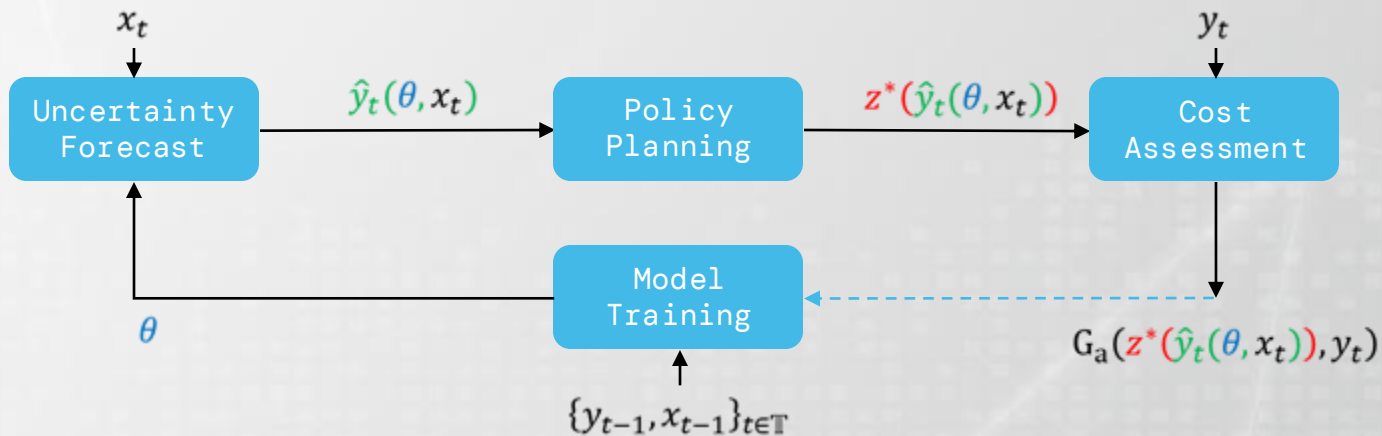 x_t
y_t
Uncertainty
Forecast
ŷ_t(θ, x_t)
Policy
Planning
z*(ŷ_t(θ, x_t))
Cost
Assessment
Model
Training
θ
G_a(z*(ŷ_t(θ, x_t)), y_t)
{y_{t−1}, x_{t−1}}_{t∈𝕋}